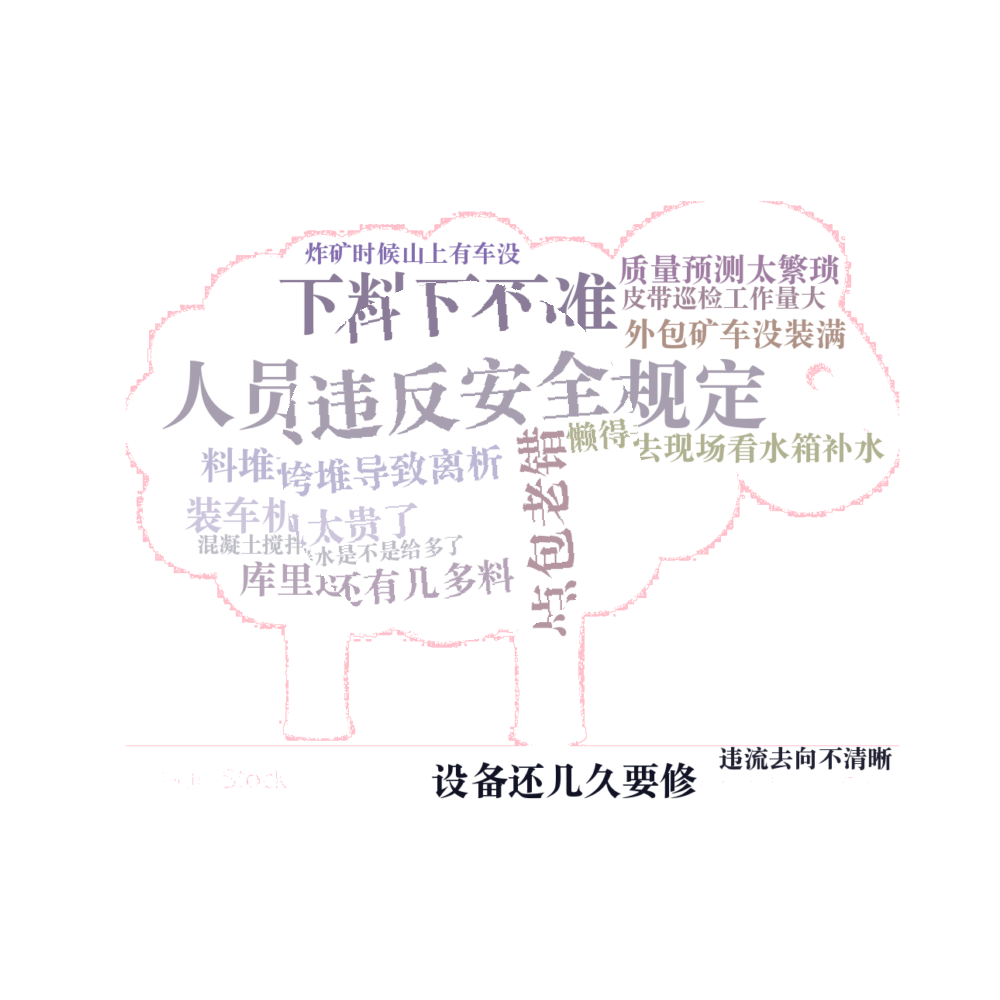 炸矿时候山上有车没
下料下不准
质量预测太繁琐
皮带巡检工作量大
外包矿车没装满
人员违反安全规定
懒得去现场看水箱补水
料堆垮堆导致离析
点包老错
装车机太贵了
混凝土搅拌水是不是给多了
库里还有几多料
违流去向不清晰
设备还几久要修
Stock